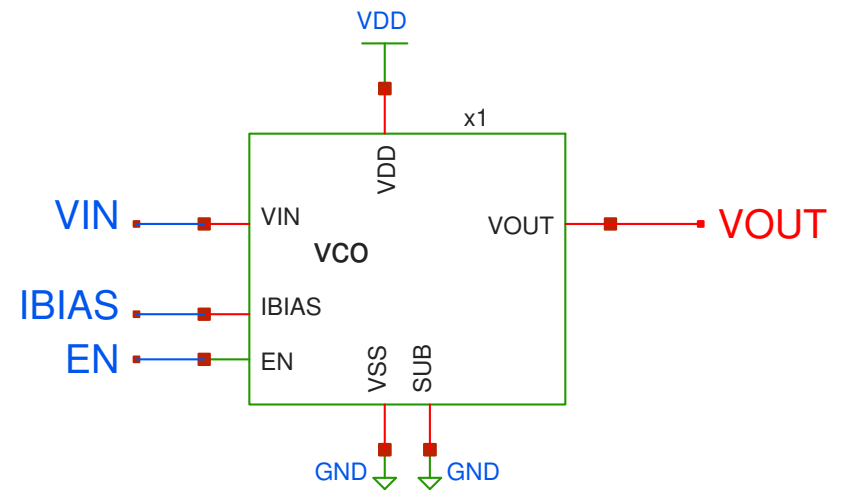 VDD
x1
VDD
VIN
VIN
VOUT
VOUT
VCO
IBIAS
IBIAS
EN
EN
VSS
SUB
GND
GND